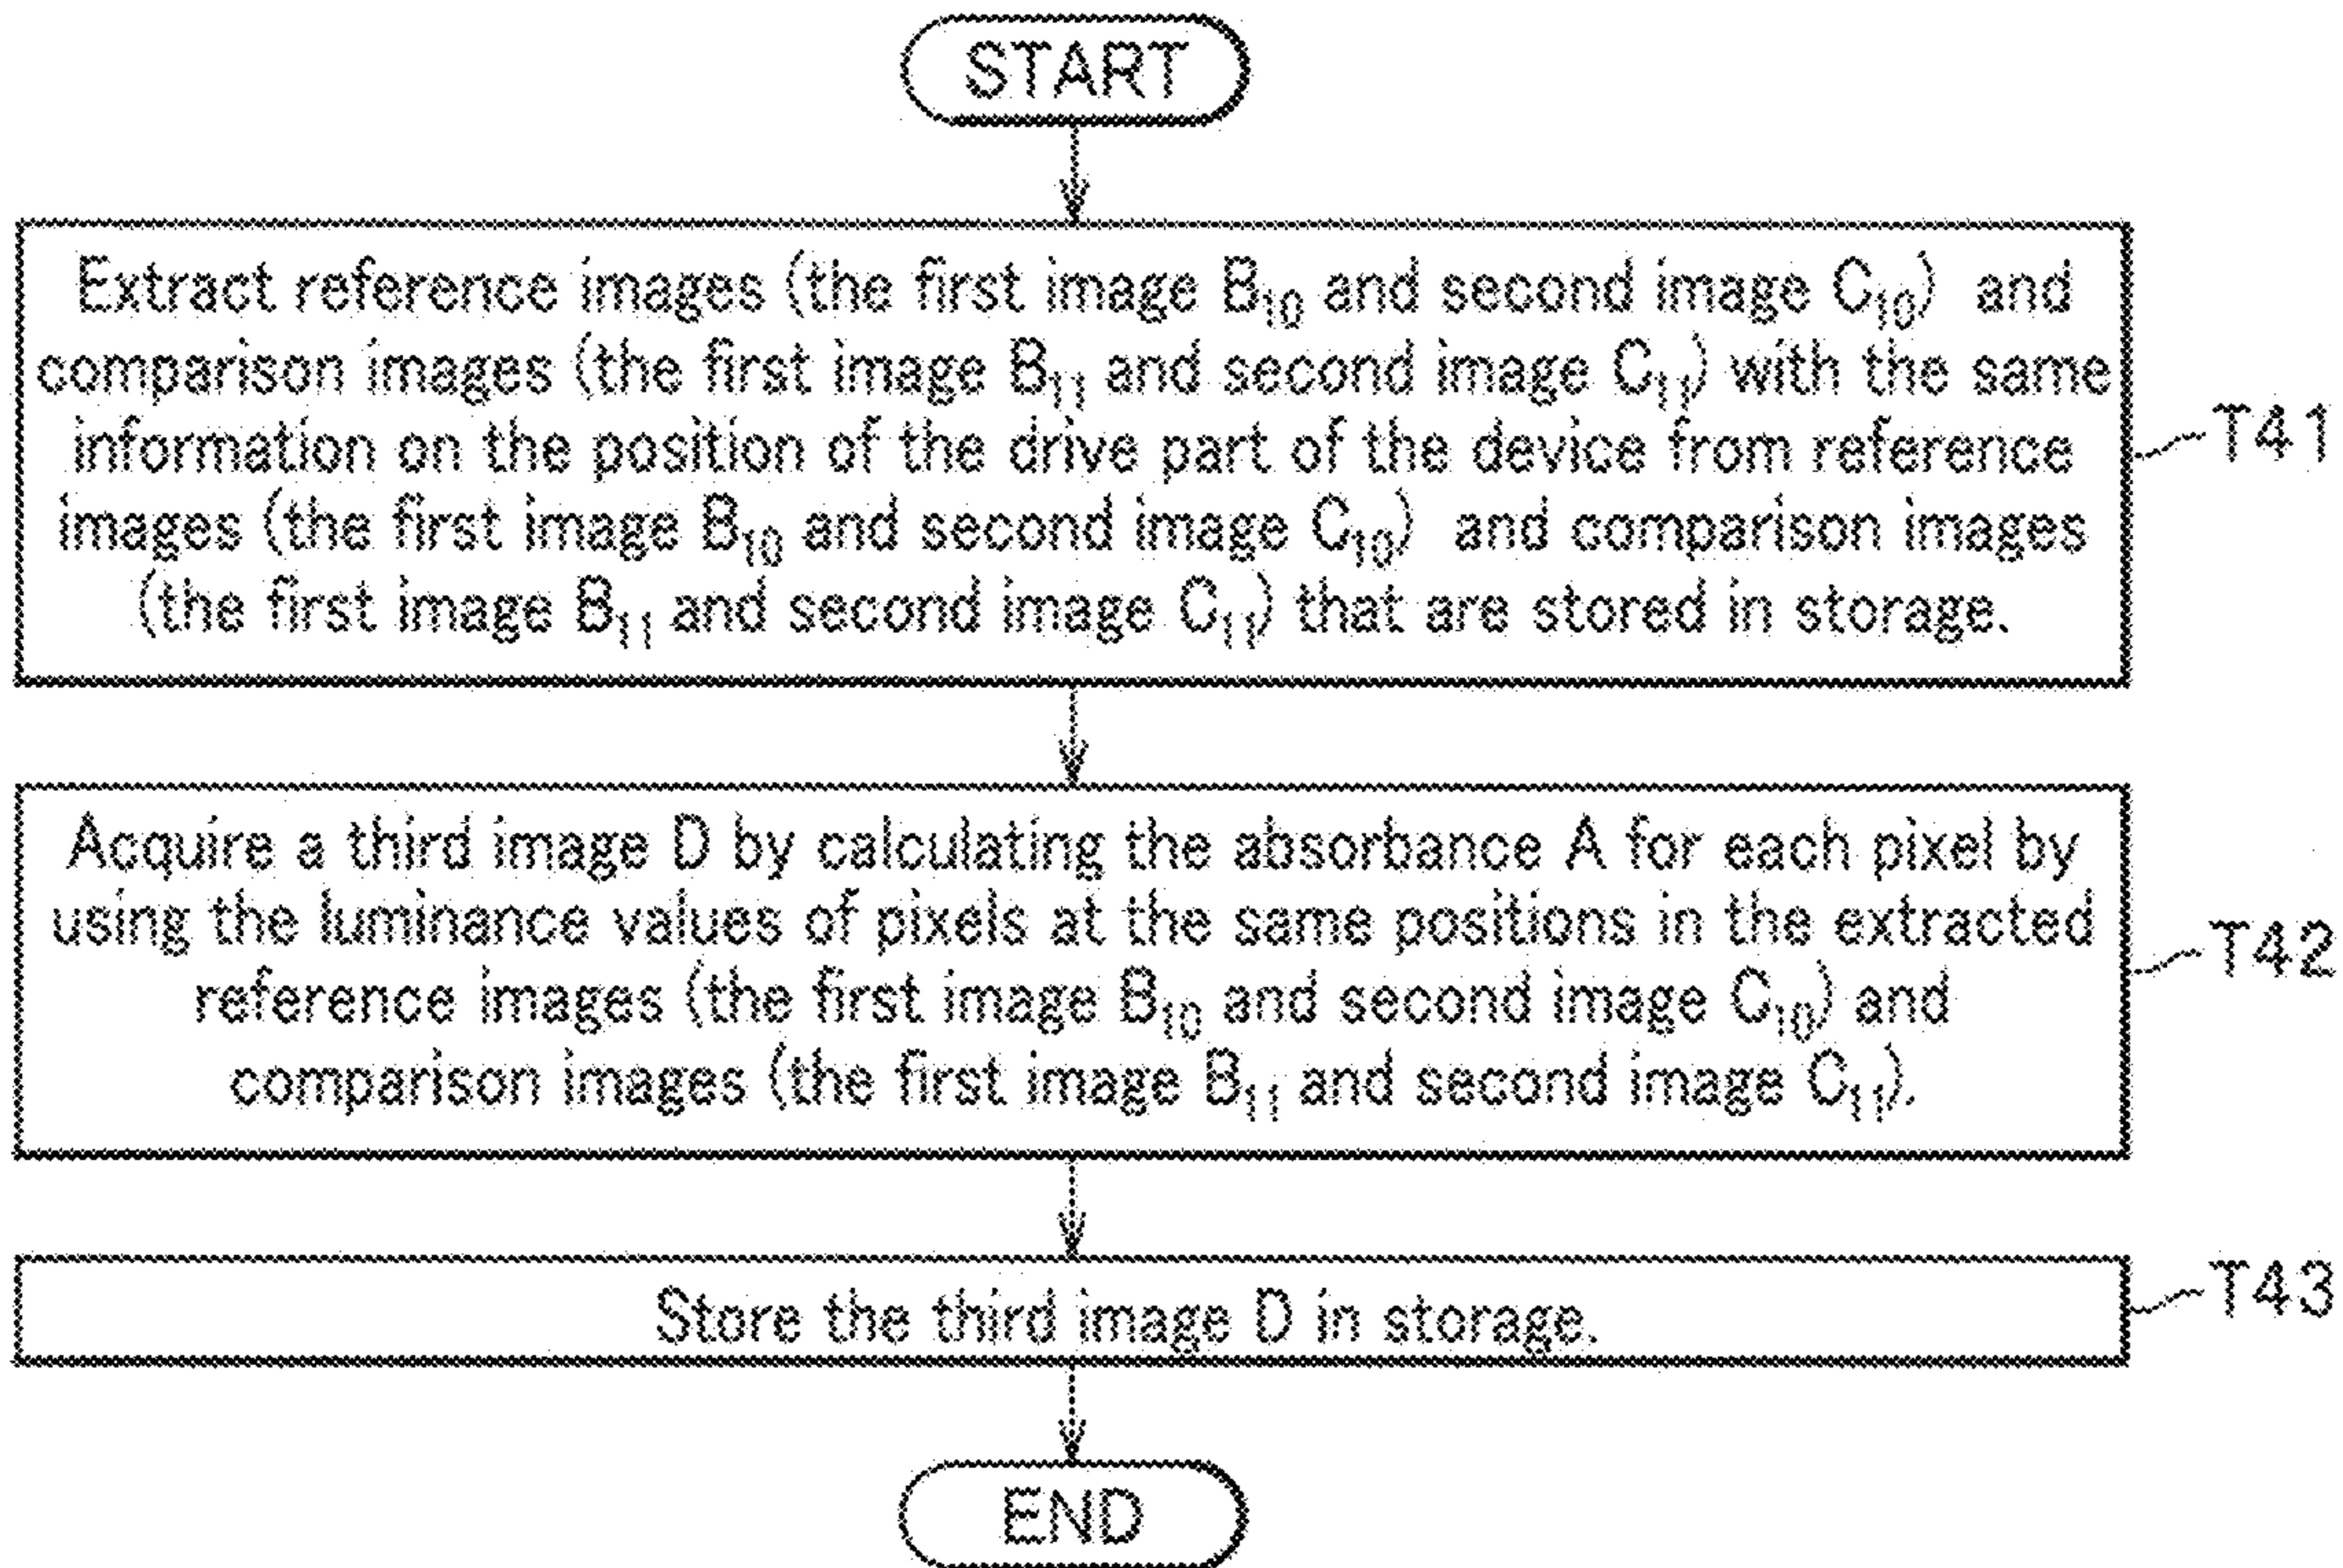 START
Extract reference images (the first image B₁₀ and second image C₁₀) and
comparison images (the first image B₁₁ and second image C₁₁) with the same
information on the position of the drive part of the device from reference
images (the first image B₁₀ and second image C₁₀) and comparison images
(the first image B₁₁ and second image C₁₁) that are stored in storage.
T41
Acquire a third image D by calculating the absorbance A for each pixel by
using the luminance values of pixels at the same positions in the extracted
reference images (the first image B₁₀ and second image C₁₀) and
comparison images (the first image B₁₁ and second image C₁₁).
T42
Store the third image D in storage.
T43
END